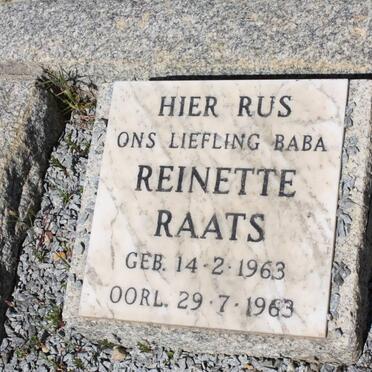 HIER RUS
ONS LIEFLING BABA
REINETTE
RAATS
GEB. 14-2-1963
OORL. 29-7-1963